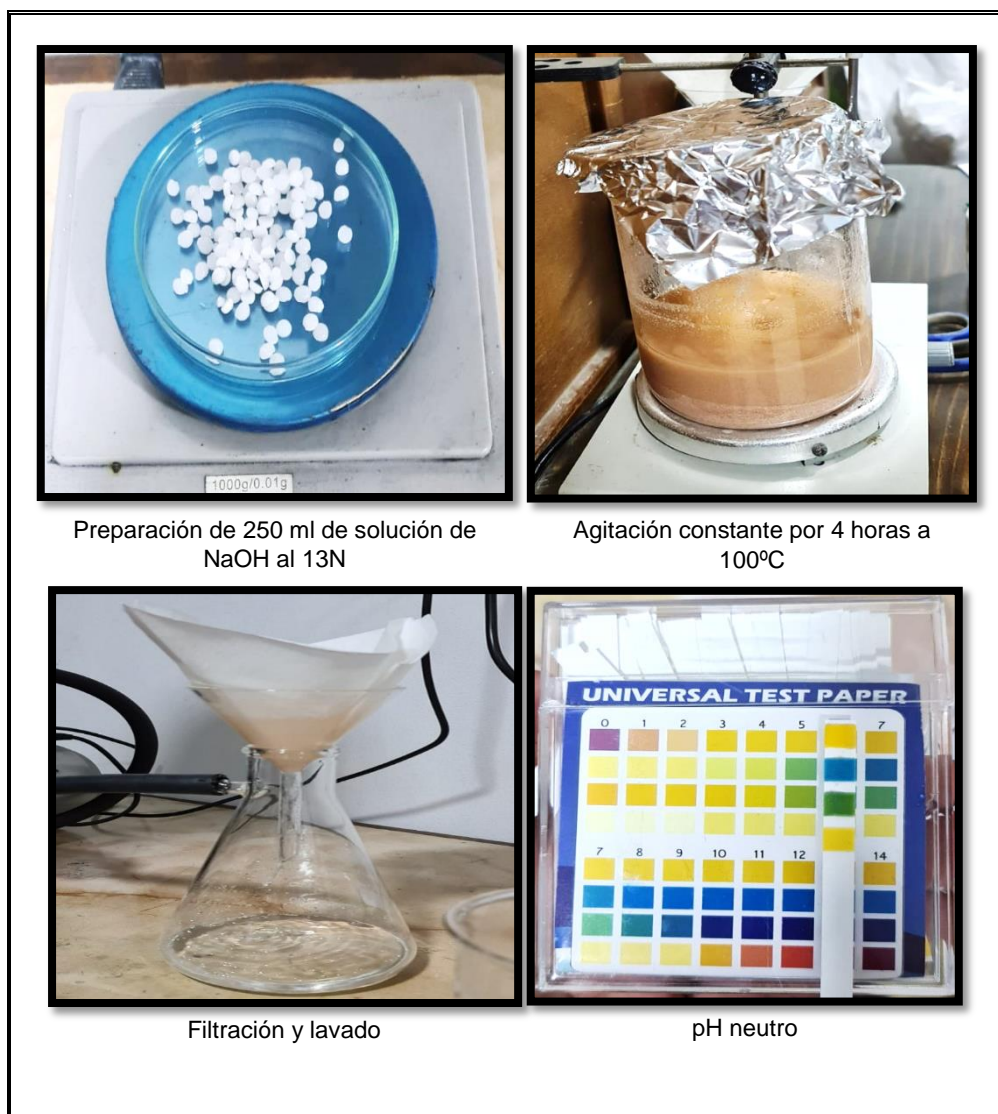 1000g/0.01g
Preparación de 250 ml de solución de
NaOH al 13N
Agitación constante por 4 horas a
100ºC
UNIVERSAL TEST PAPER
0 1 2 3 4 5 7
7 8 9 10 11 12 14
Filtración y lavado
pH neutro